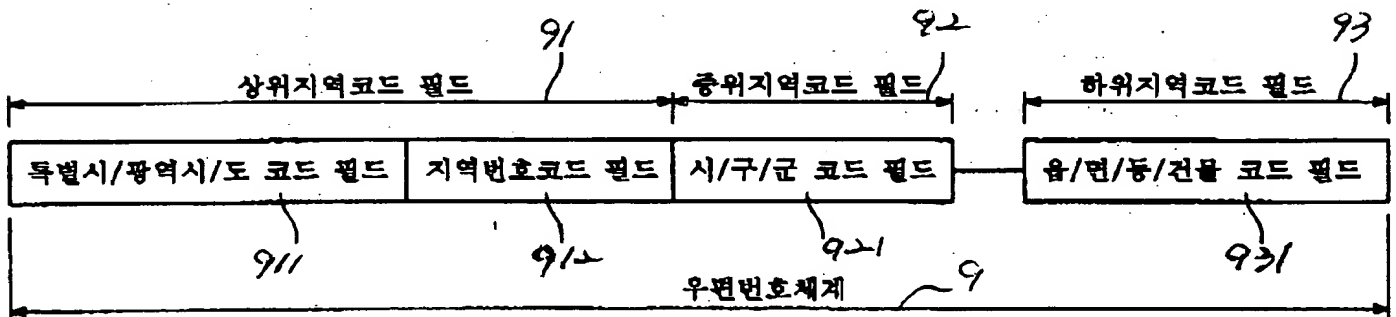 91 92 93
상위지역코드 필드 중위지역코드 필드 하위지역코드 필드
특별시/광역시/도 코드 필드 지역번호코드 필드 시/구/군 코드 필드 읍/면/동/건물 코드 필드
911 912 921 931
우편번호체계 9